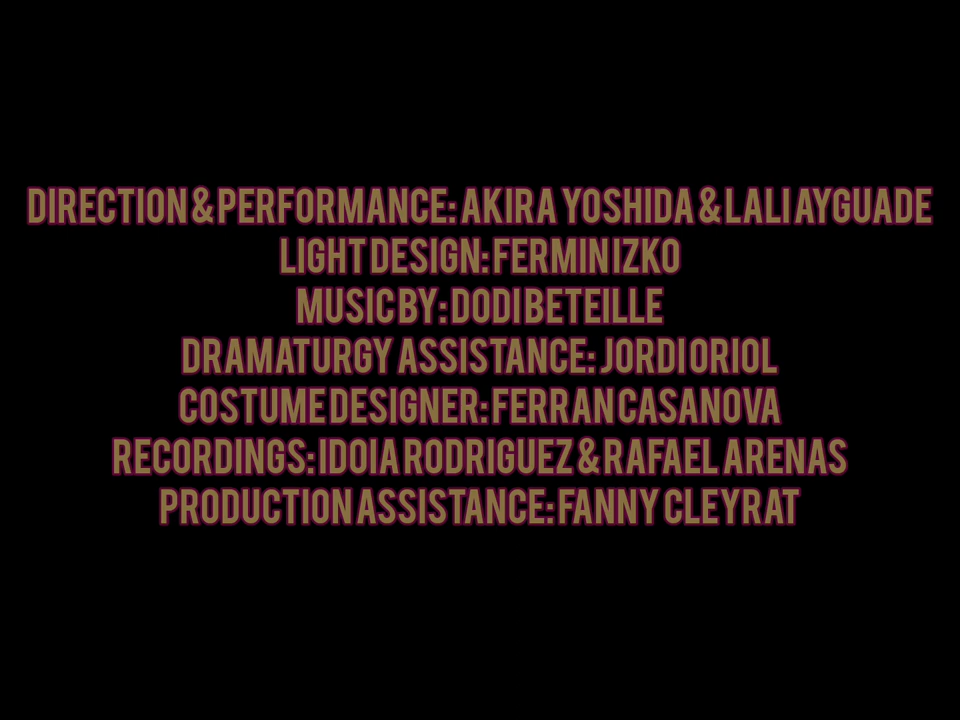 DIRECTION & PERFORMANCE: AKIRA YOSHIDA & LALI AYGUADE
LIGHT DESIGN: FERMIN IZKO
MUSIC BY: DODI BETEILLE
DRAMATURGY ASSISTANCE: JORDI ORIOL
COSTUME DESIGNER: FERRAN CASANOVA
RECORDINGS: IDOIA RODRIGUEZ & RAFAEL ARENAS
PRODUCTION ASSISTANCE: FANNY CLEYRAT